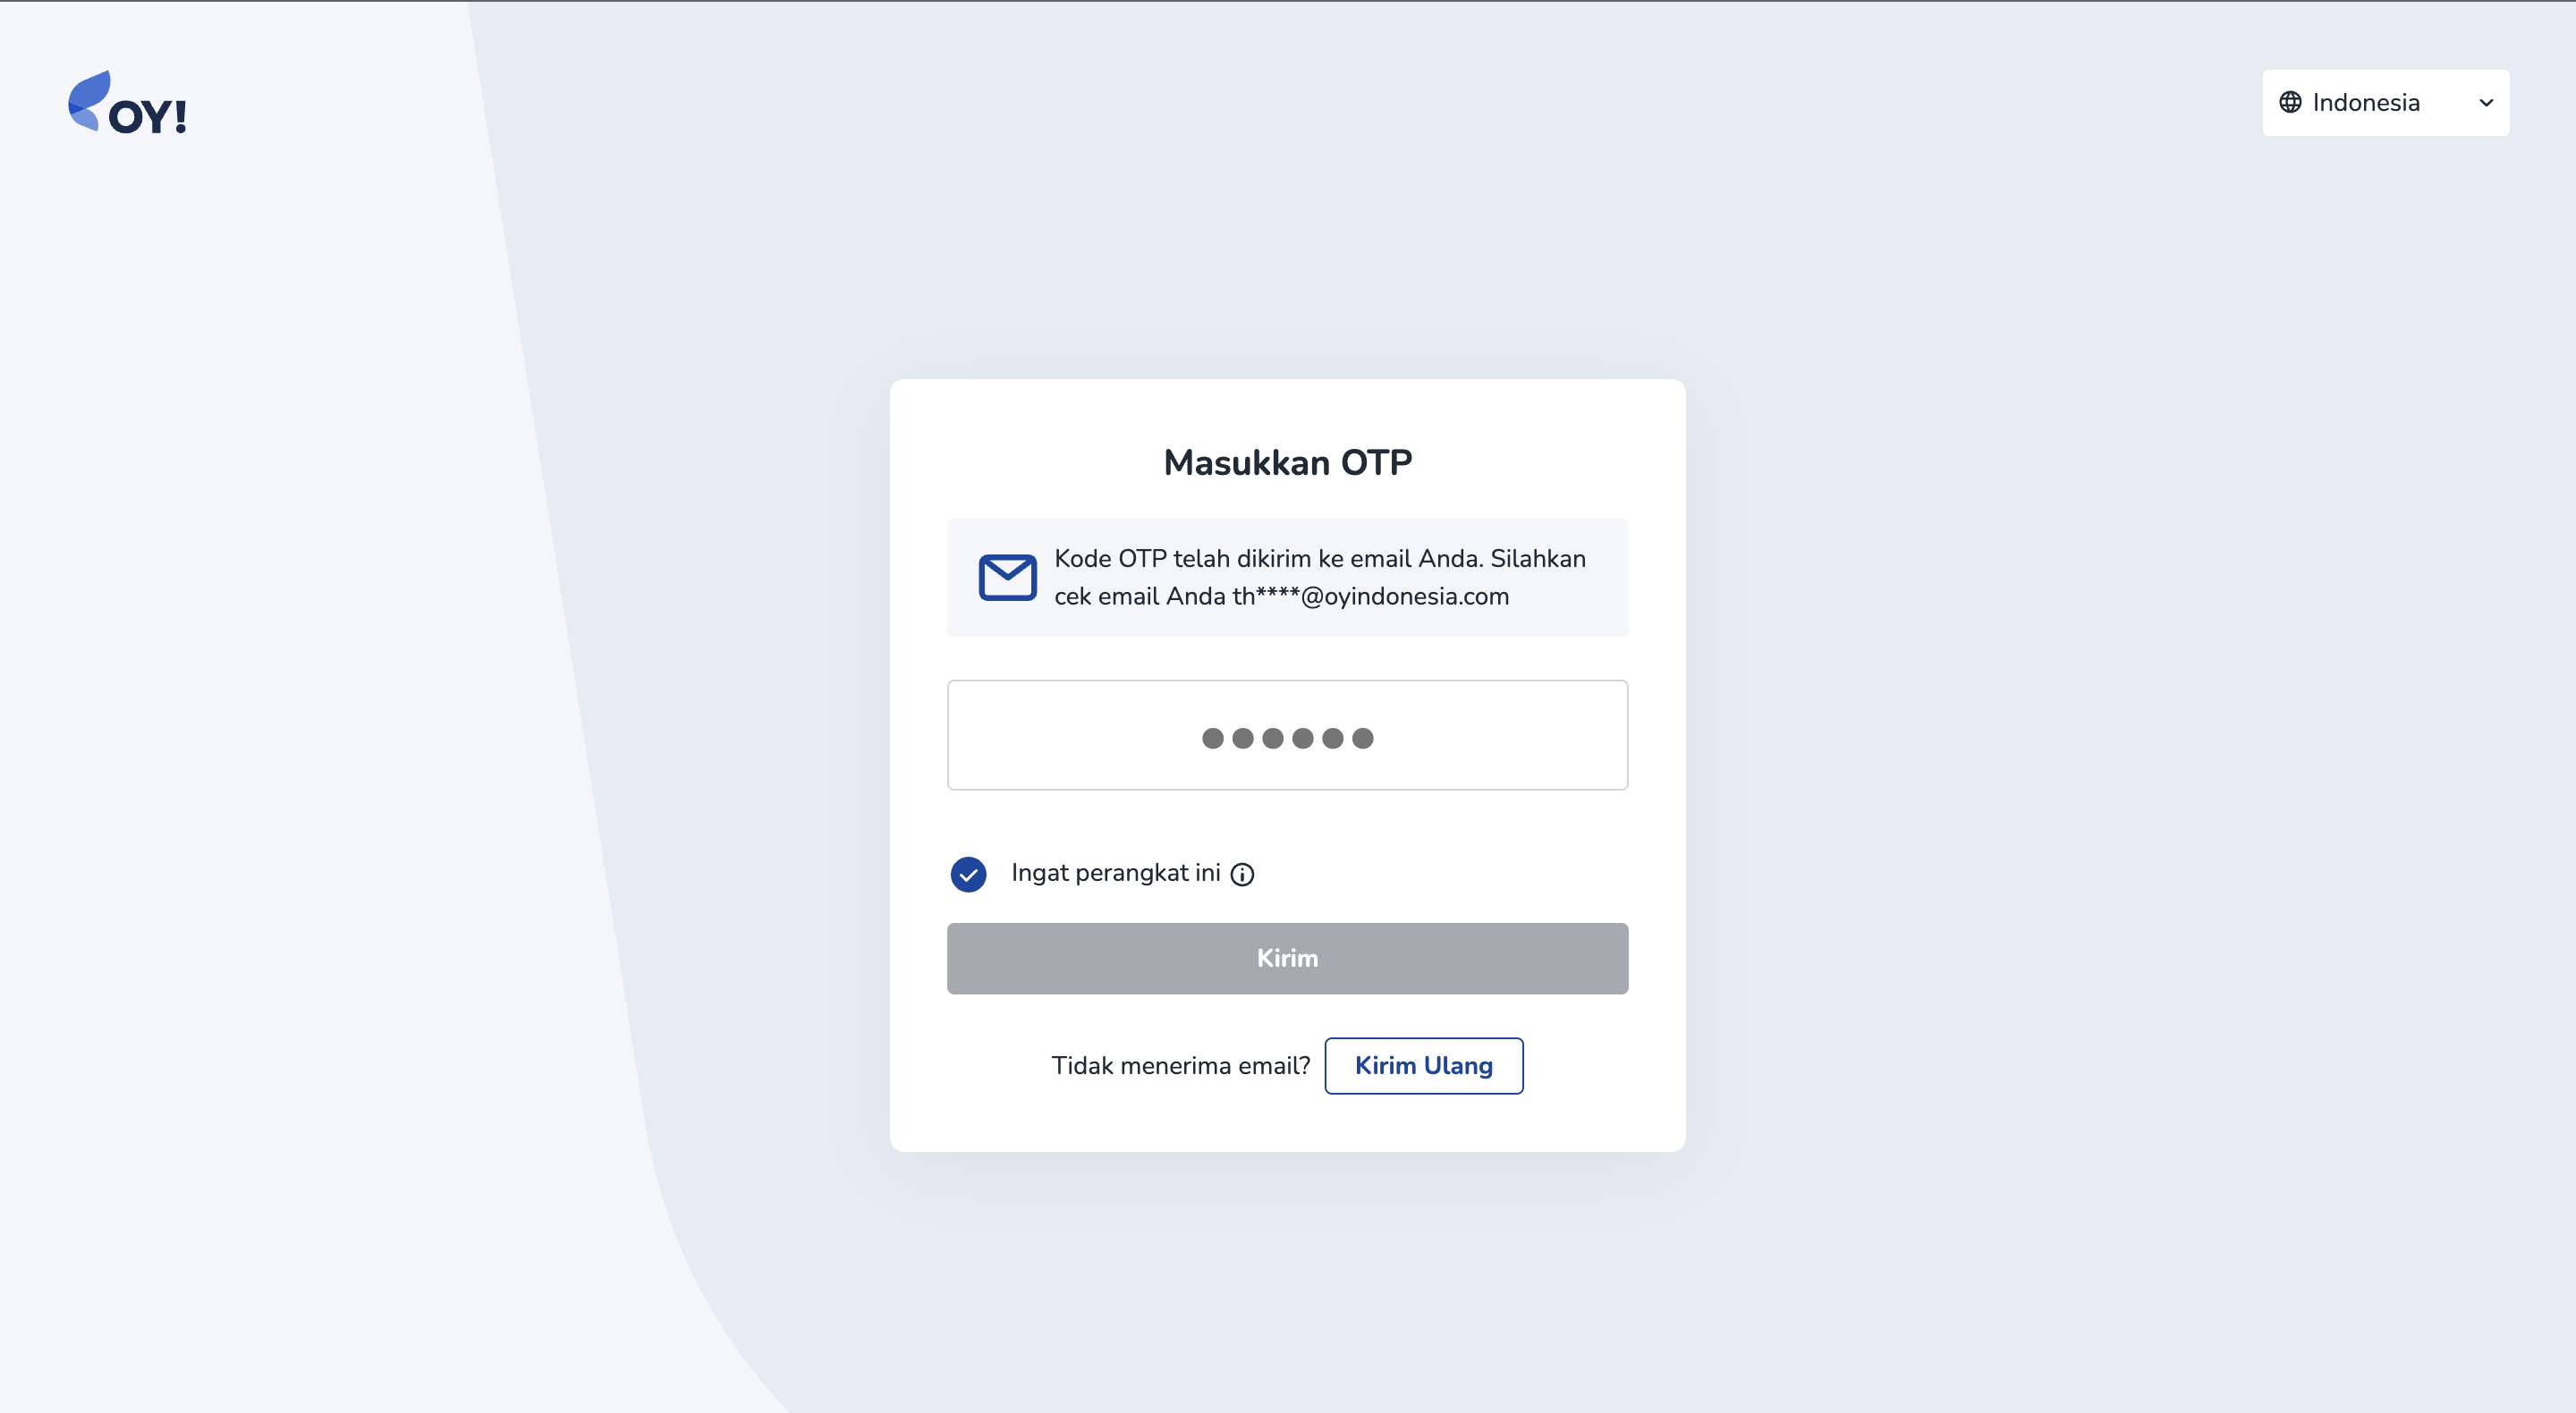 OY!
Indonesia
Masukkan OTP
Kode OTP telah dikirim ke email Anda. Silahkan
cek email Anda th****@oyindonesia.com
Ingat perangkat ini
Kirim
Tidak menerima email? Kirim Ulang